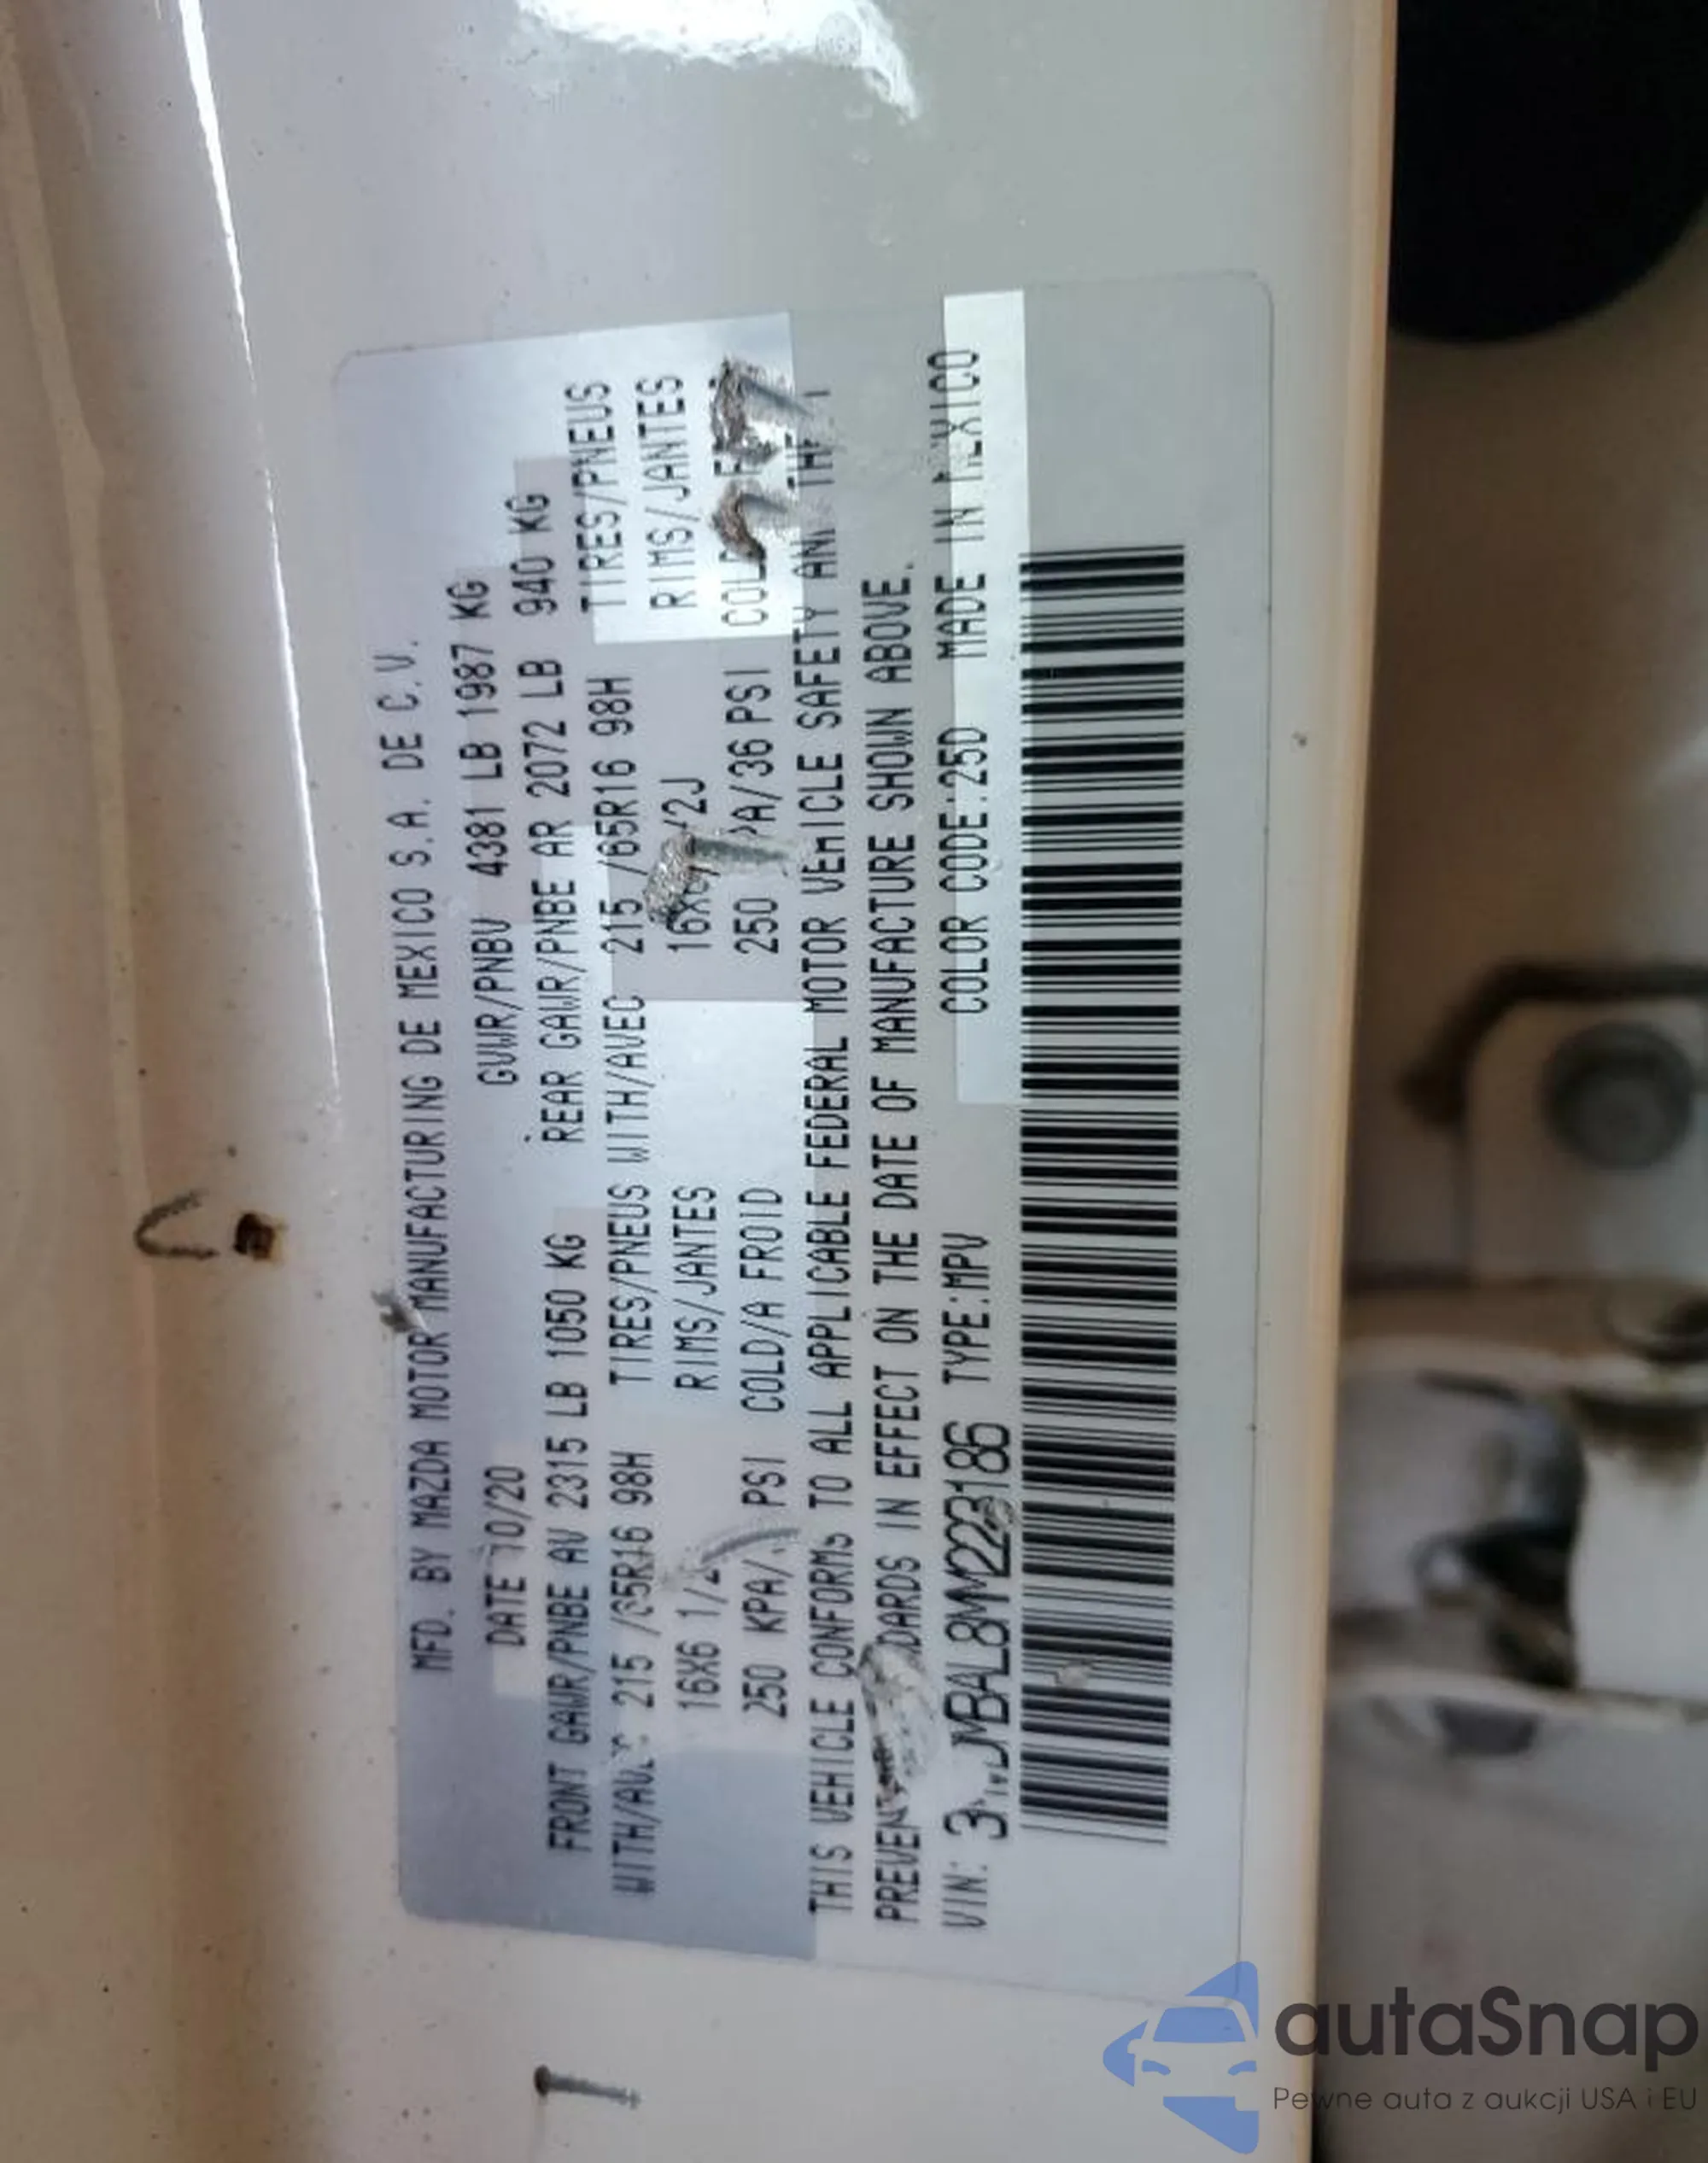 MFD. BY MAZDA MOTOR MANUFACTURING DE MEXICO S.A. DE C.V.
DATE 10/20 GVWR/PNBV 4381 LB 1987 KG
FRONT GAWR/PNBE AV 2315 LB 1050 KG REAR GAWR/PNBE AR 2072 LB 940 KG
WITH/AVEC 215 /65R16 98H TIRES/PNEUS WITH/AVEC 215 /65R16 98H TIRES/PNEUS
16X6 RIMS/JANTES RIMS/JANTES
250 KPA/ PSI COLD/A FROID 250 /36 PSI
THIS VEHICLE CONFORMS TO ALL APPLICABLE FEDERAL MOTOR VEHICLE SAFETY
IN EFFECT ON THE DATE OF MANUFACTURE SHOWN ABOVE.
VIN: TYPE:MPV COLOR CODE:25D MADE IN MEXICO
autaSnap
Pewne auta z aukcji USA i EU